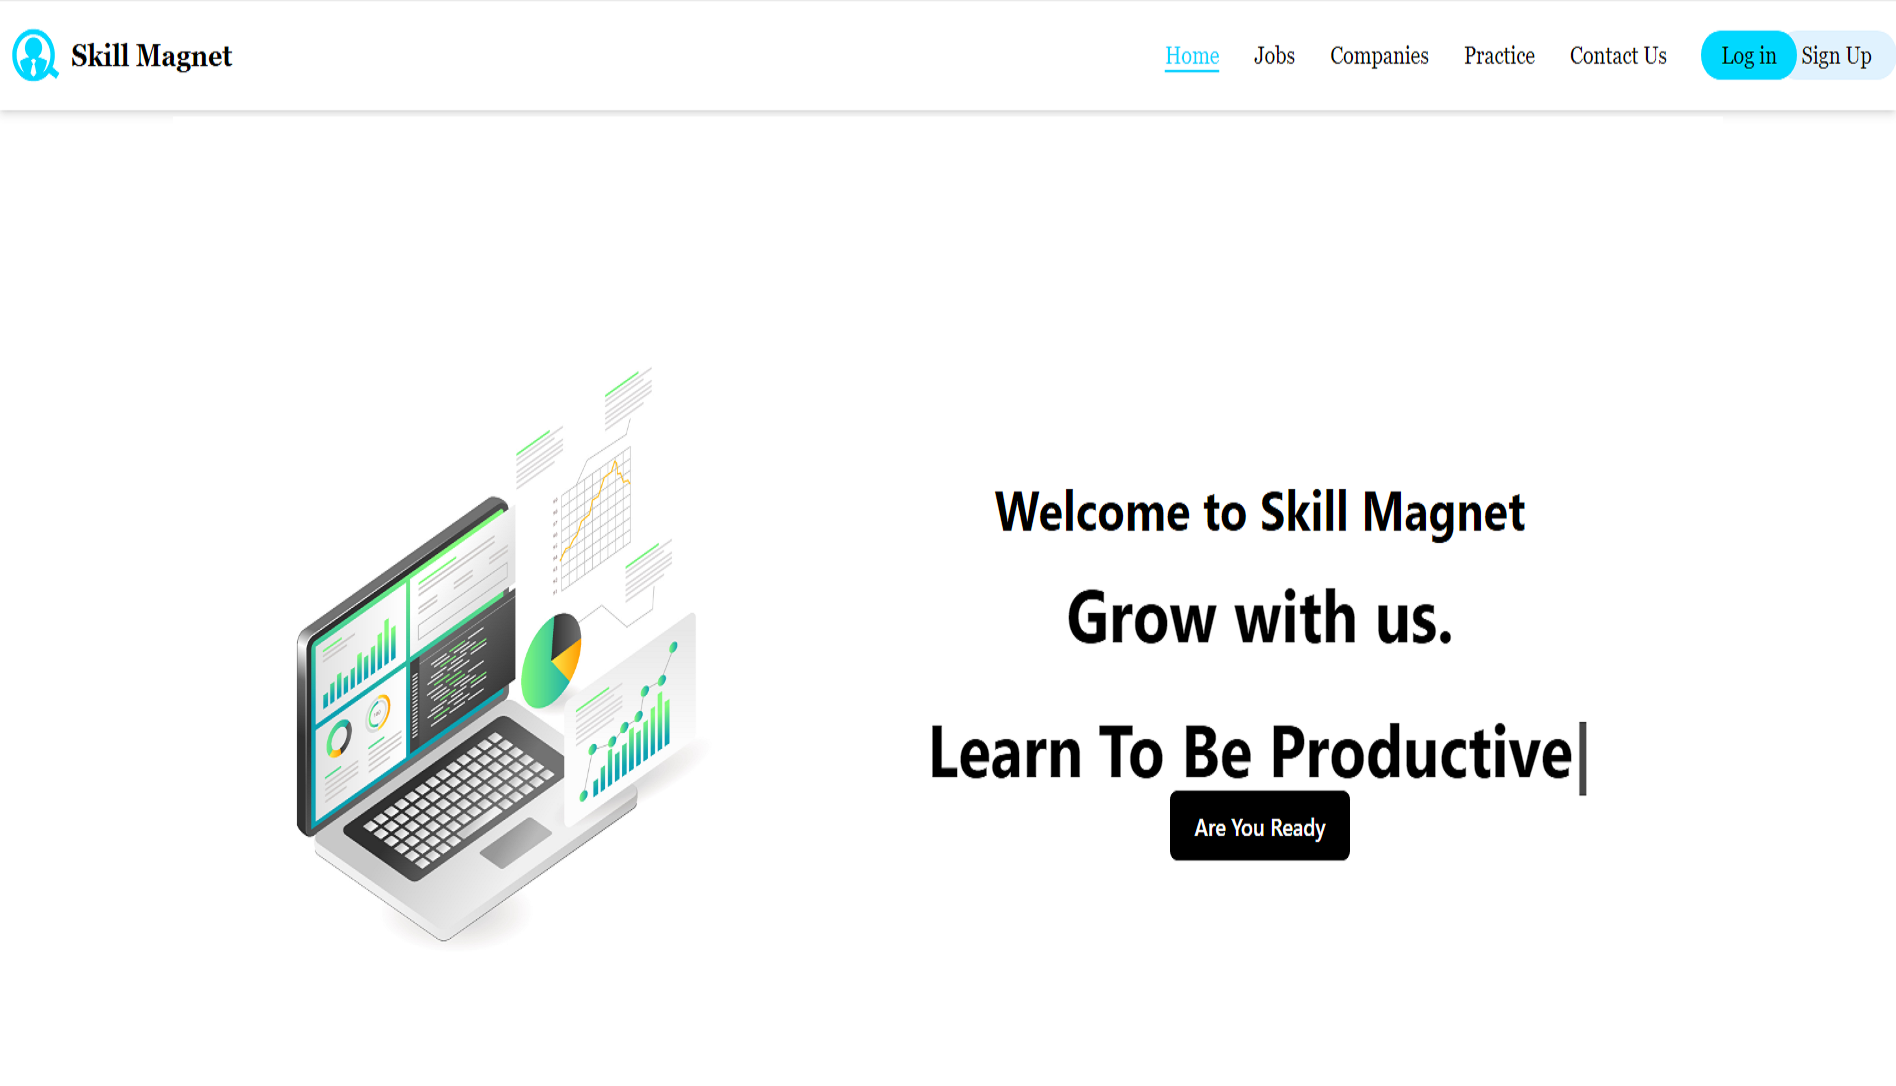 Skill Magnet
Home Jobs Companies Practice Contact Us Log in Sign Up
Welcome to Skill Magnet
Grow with us.
Learn To Be Productive|
Are You Ready